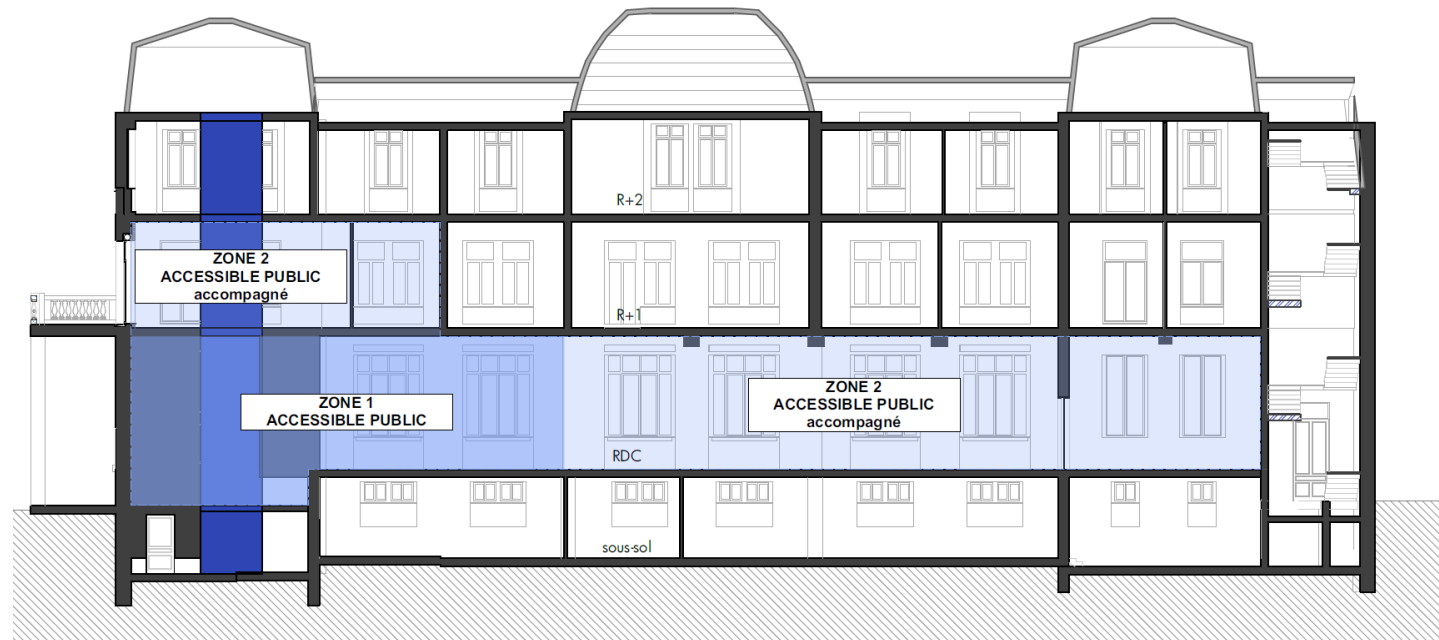 R+2
ZONE 2
ACCESSIBLE PUBLIC
accompagné
R+1
ZONE 1
ACCESSIBLE PUBLIC
ZONE 2
ACCESSIBLE PUBLIC
accompagné
RDC
sous-sol